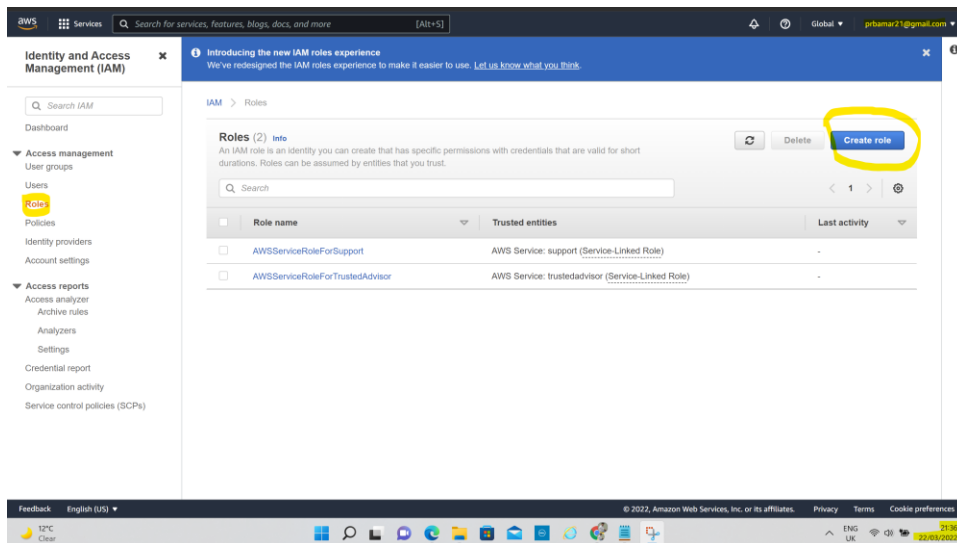 aws Services Search for services, features, blogs, docs, and more [Alt+S] Global prbamar21@gmail.com
Identity and Access Management (IAM)
Search IAM
Dashboard
Access management
User groups
Users
Roles
Policies
Identity providers
Account settings
Access reports
Access analyzer
Archive rules
Analyzers
Settings
Credential report
Organization activity
Service control policies (SCPs)
Introducing the new IAM roles experience
We've redesigned the IAM roles experience to make it easier to use. Let us know what you think.
IAM > Roles
Roles (2) Info
An IAM role is an identity you can create that has specific permissions with credentials that are valid for short
durations. Roles can be assumed by entities that you trust.
Delete Create role
Search
1
Role name Trusted entities Last activity
AWSServiceRoleForSupport AWS Service: support (Service-Linked Role) -
AWSServiceRoleForTrustedAdvisor AWS Service: trustedadvisor (Service-Linked Role) -
Feedback English (US) © 2022, Amazon Web Services, Inc. or its affiliates. Privacy Terms Cookie preferences
12°C
Clear
ENG
UK
21:36
22/03/2022